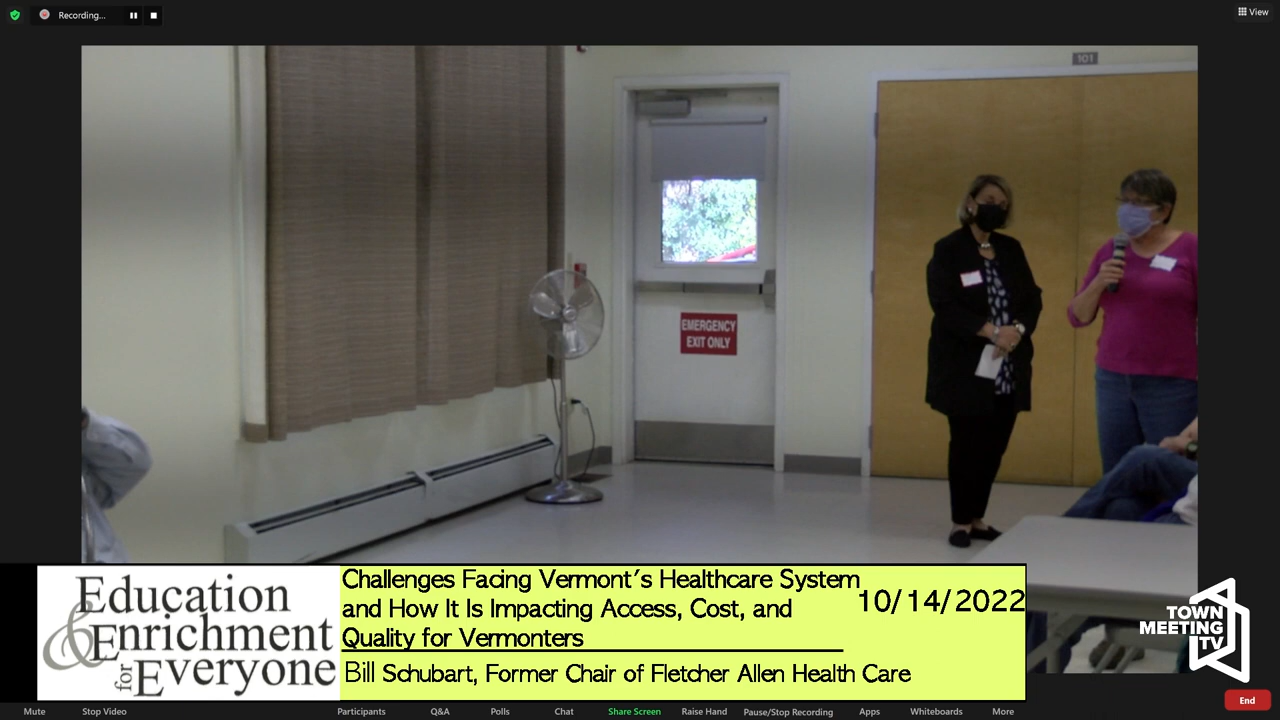 Recording...
View
101
EMERGENCY
EXIT ONLY
Education
& Enrichment
for Everyone
Challenges Facing Vermont's Healthcare System
and How It Is Impacting Access, Cost, and
Quality for Vermonters
10/14/2022
Bill Schubart, Former Chair of Fletcher Allen Health Care
TOWN
MEETING
TV
End
Mute
Stop Video
Participants
Q&A
Polls
Chat
Share Screen
Raise Hand
Pause/Stop Recording
Apps
Whiteboards
More